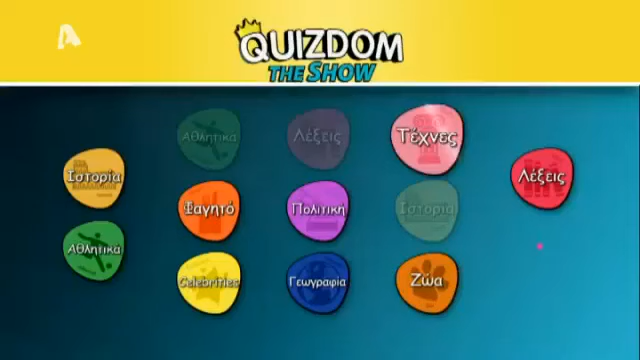 QUIZDOM
THE SHOW
Αθλητικά
Λέξεις
Τέχνες
Ιστορία
Λέξεις
Φαγητό
Πολιτική
Ιστορία
Αθλητικά
Celebrities
Γεωγραφία
Ζώα